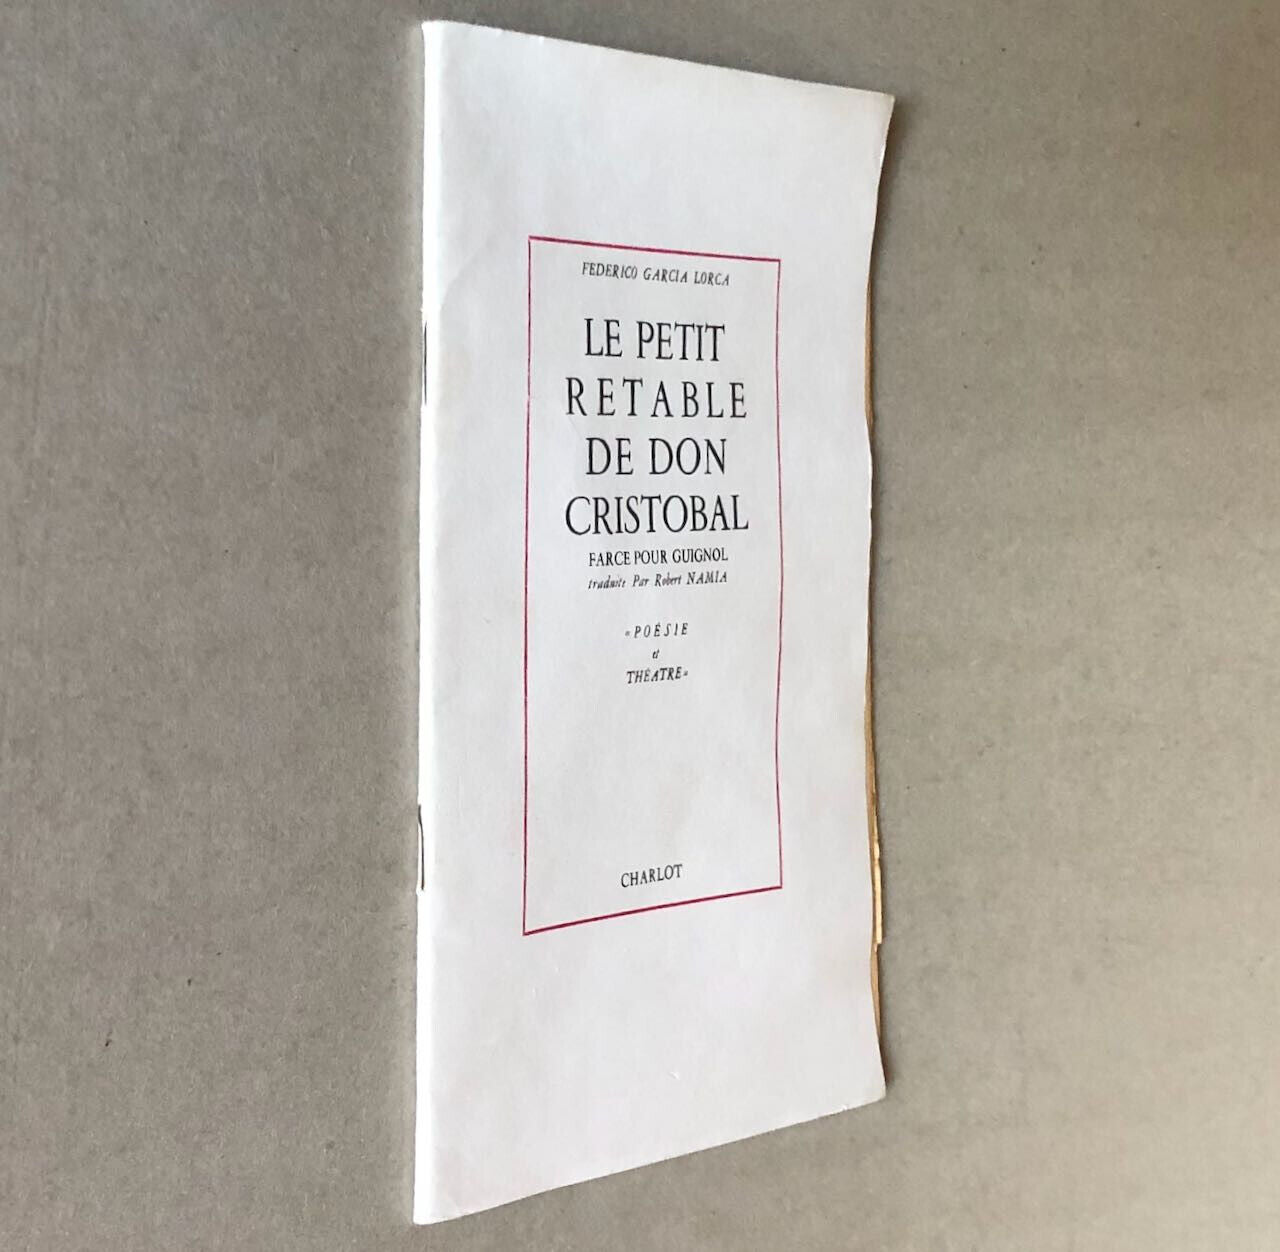 FEDERICO GARCIA LORCA
LE PETIT
RETABLE
DE DON
CRISTOBAL
FARCE POUR GUIGNOL
traduite Par Robert NAMIA
« POÉSIE
et
THÉATRE »
CHARLOT